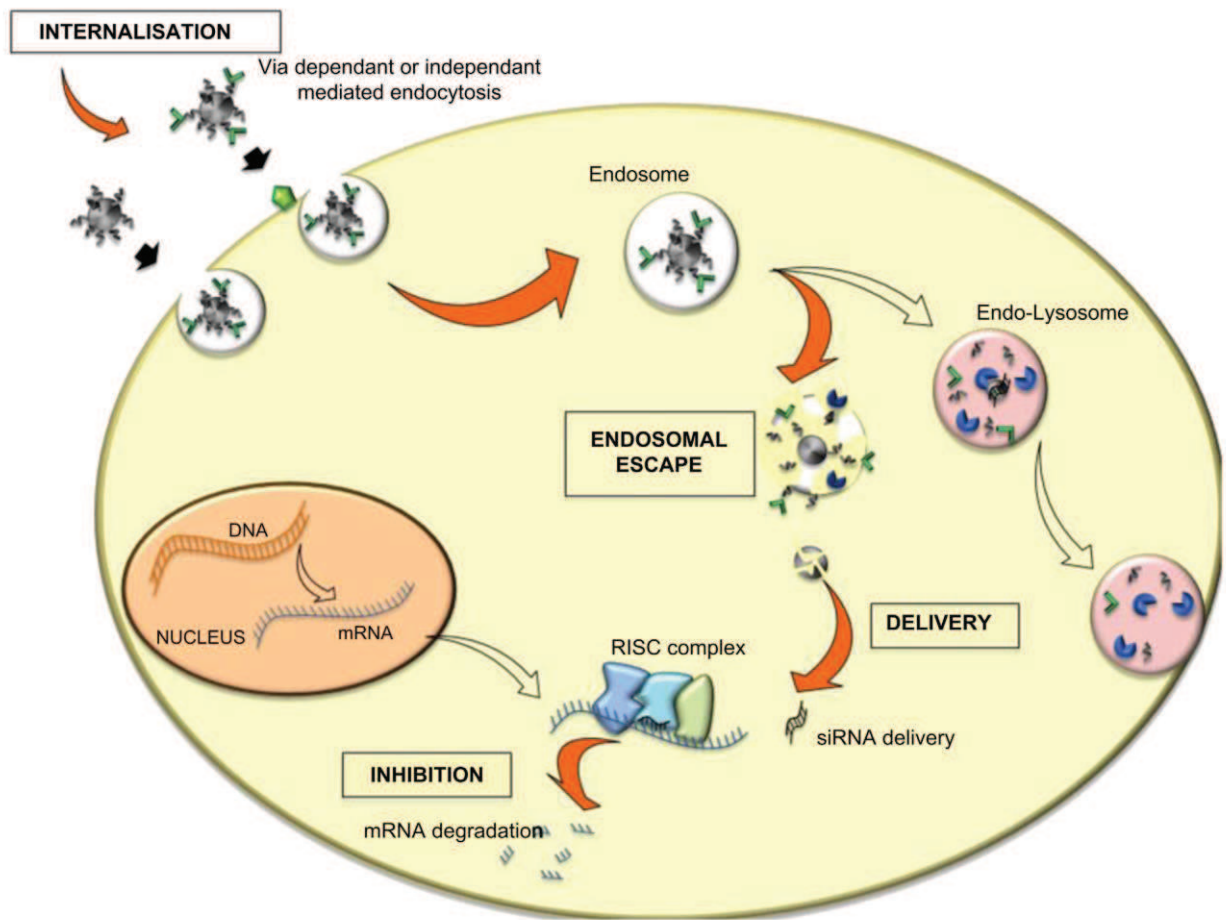 INTERNALISATION
Via dependant or independant
mediated endocytosis
Endosome
Endo-Lysosome
ENDOSOMAL
ESCAPE
DNA
NUCLEUS
mRNA
DELIVERY
RISC complex
siRNA delivery
INHIBITION
mRNA degradation